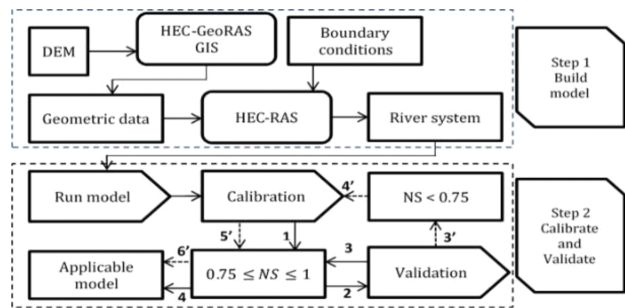 DEM
HEC-GeoRAS
GIS
Boundary
conditions
Geometric data
HEC-RAS
River system
Step 1
Build
model
Run model
Calibration
4’
NS < 0.75
5’
1
3’
6’
3
Applicable
model
0.75 ≤ NS ≤ 1
Validation
4
2
Step 2
Calibrate
and
Validate